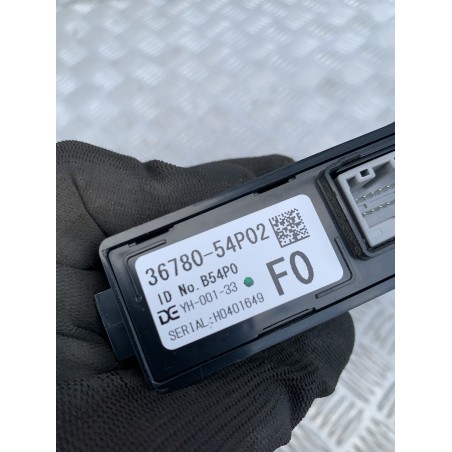 36780-54P02
ID No.B54P0
DE YH-001-33
F0
SERIAL:H0401649